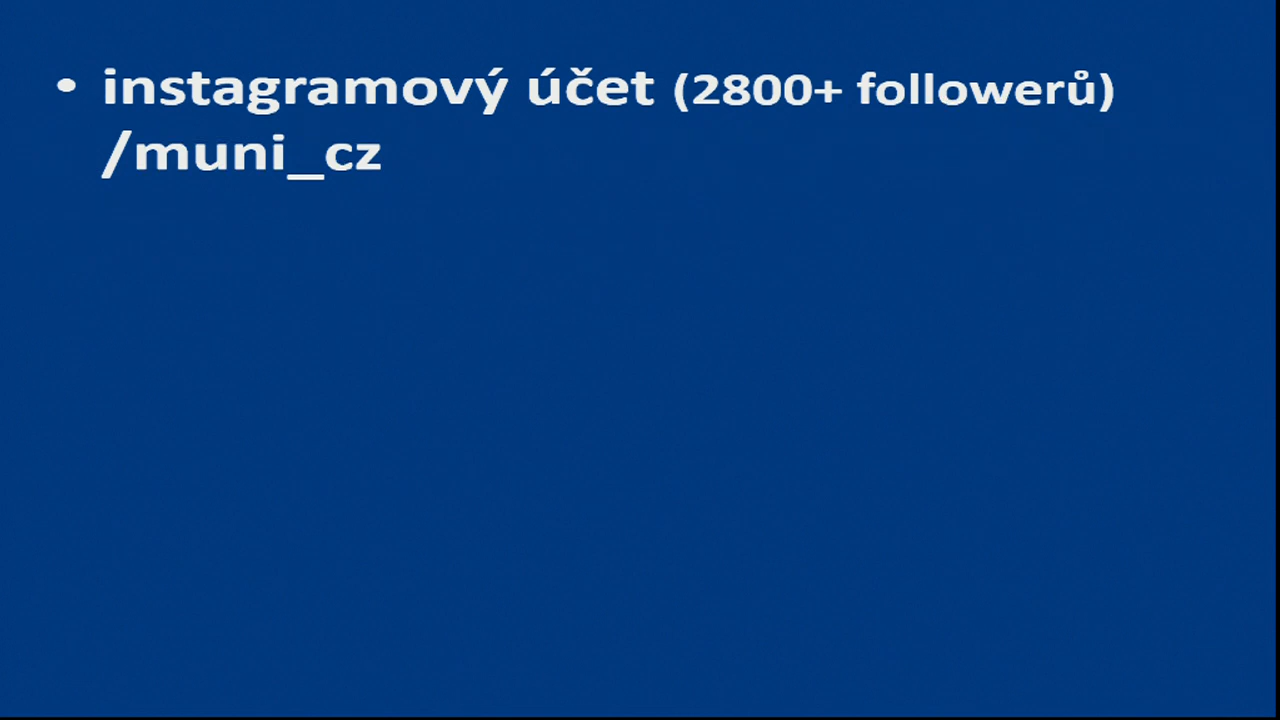 • instagramový účet (2800+ followerů)
/muni_cz